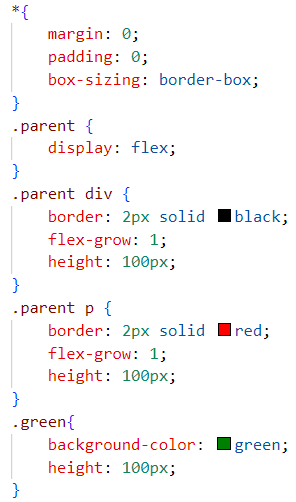 *{
margin: 0;
padding: 0;
box-sizing: border-box;
}
.parent {
display: flex;
}
.parent div {
border: 2px solid black;
flex-grow: 1;
height: 100px;
}
.parent p {
border: 2px solid red;
flex-grow: 1;
height: 100px;
}
.green{
background-color: green;
height: 100px;
}